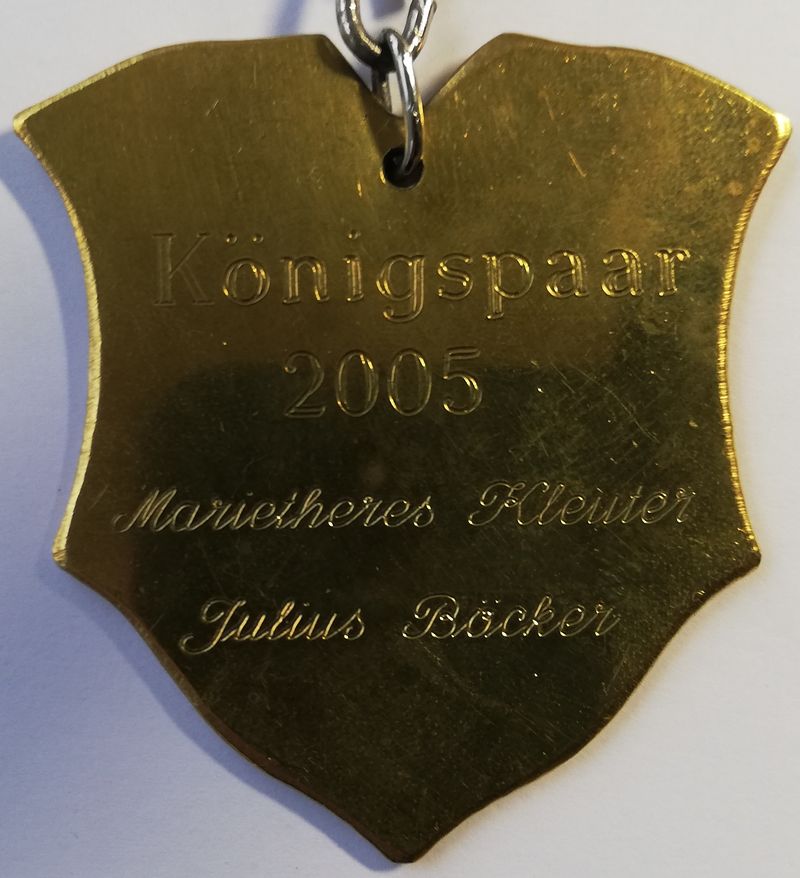 Königspaar
2005
Marietheres Kleuter
Julius Böcker